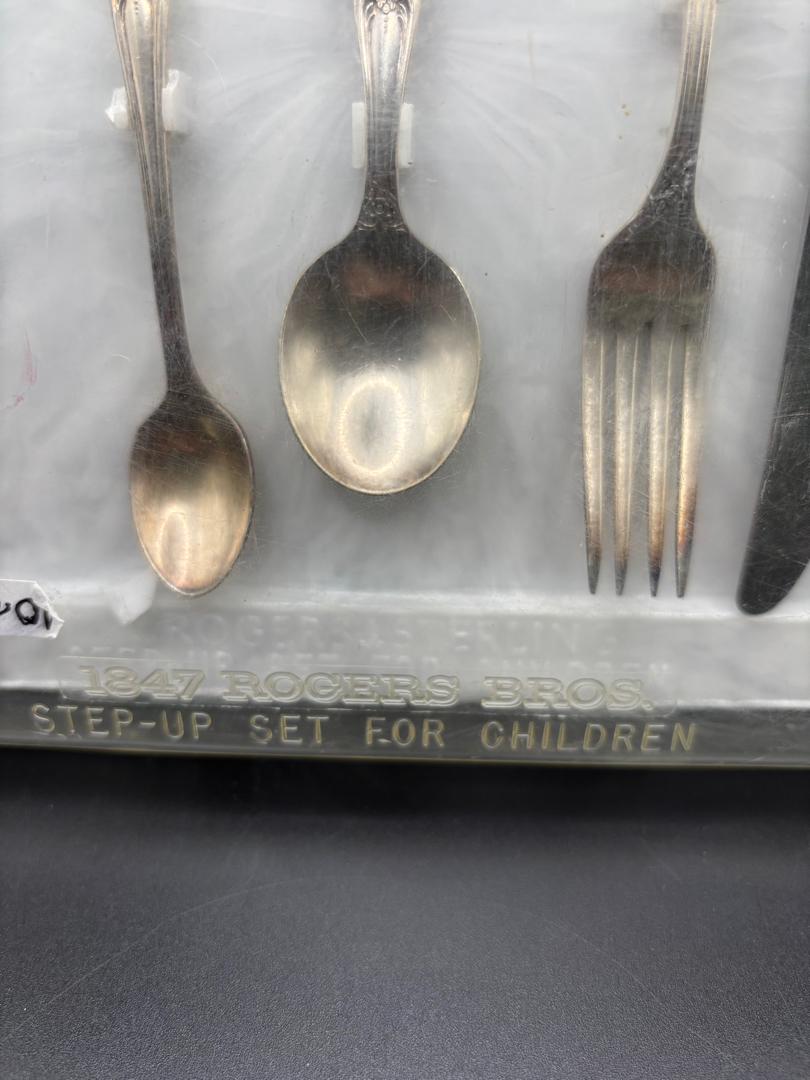 1847 ROGERS BROS.
STEP-UP SET FOR CHILDREN